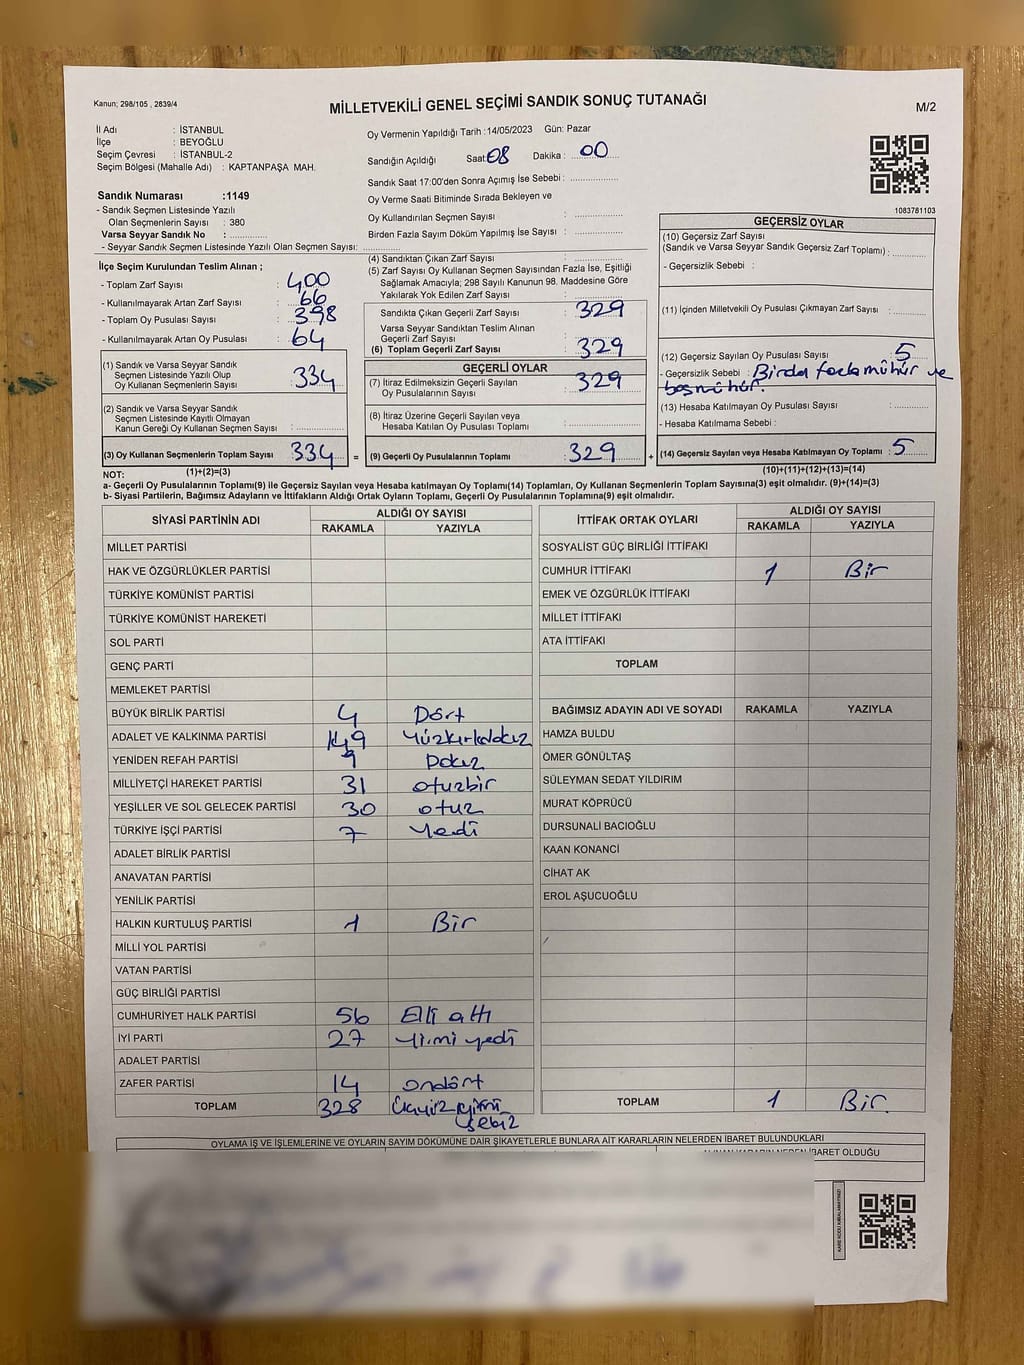 Kanun; 298/105 , 2839/4
MİLLETVEKİLİ GENEL SEÇİMİ SANDIK SONUÇ TUTANAĞI
M/2
İl Adı : İSTANBUL
İlçe : BEYOĞLU
Seçim Çevresi : İSTANBUL-2
Seçim Bölgesi (Mahalle Adı) : KAPTANPAŞA MAH.
Sandık Numarası :1149
- Sandık Seçmen Listesinde Yazılı
Olan Seçmenlerin Sayısı : 380
Varsa Seyyar Sandık No :
- Seyyar Sandık Seçmen Listesinde Yazılı Olan Seçmen Sayısı:
Oy Vermenin Yapıldığı Tarih :14/05/2023 Gün: Pazar
Sandığın Açıldığı Saat:08 Dakika : 00
Sandık Saat 17:00'den Sonra Açımış İse Sebebi :
Oy Verme Saati Bitiminde Sırada Bekleyen ve
Oy Kullandırılan Seçmen Sayısı :
Birden Fazla Sayım Döküm Yapılmış İse Sayısı :
1083781103
İlçe Seçim Kurulundan Teslim Alınan ;
- Toplam Zarf Sayısı : 400
- Kullanılmayarak Artan Zarf Sayısı : 66
- Toplam Oy Pusulası Sayısı : 398
- Kullanılmayarak Artan Oy Pusulası : 64
(1) Sandık ve Varsa Seyyar Sandık
Seçmen Listesinde Yazılı Olup
Oy Kullanan Seçmenlerin Sayısı : 334
(2) Sandık ve Varsa Seyyar Sandık
Seçmen Listesinde Kayıtlı Olmayan
Kanun Gereği Oy Kullanan Seçmen Sayısı :
(3) Oy Kullanan Seçmenlerin Toplam Sayısı 334 =
(4) Sandıktan Çıkan Zarf Sayısı :
(5) Zarf Sayısı Oy Kullanan Seçmen Sayısından Fazla İse, Eşitliği
Sağlamak Amacıyla; 298 Sayılı Kanunun 98. Maddesine Göre
Yakılarak Yok Edilen Zarf Sayısı :
Sandıkta Çıkan Geçerli Zarf Sayısı : 329
Varsa Seyyar Sandıktan Teslim Alınan
Geçerli Zarf Sayısı :
(6) Toplam Geçerli Zarf Sayısı : 329
GEÇERLİ OYLAR
(7) İtiraz Edilmeksizin Geçerli Sayılan
Oy Pusulalarının Sayısı : 329
(8) İtiraz Üzerine Geçerli Sayılan veya
Hesaba Katılan Oy Pusulası Toplamı :
(9) Geçerli Oy Pusulalarının Toplamı : 329 +
GEÇERSİZ OYLAR
(10) Geçersiz Zarf Sayısı
(Sandık ve Varsa Seyyar Sandık Geçersiz Zarf Toplamı) :
- Geçersizlik Sebebi :
(11) İçinden Milletvekili Oy Pusulası Çıkmayan Zarf Sayısı :
(12) Geçersiz Sayılan Oy Pusulası Sayısı : 5
- Geçersizlik Sebebi : Birda fazla mühür ve
boş mühür.
(13) Hesaba Katılmayan Oy Pusulası Sayısı :
- Hesaba Katılmama Sebebi :
(14) Geçersiz Sayılan veya Hesaba Katılmayan Oy Toplamı : 5
NOT: (1)+(2)=(3)
(10)+(11)+(12)+(13)=(14)
a- Geçerli Oy Pusulalarının Toplamı(9) ile Geçersiz Sayılan veya Hesaba Katılmayan Oy Toplamı(14) Toplamları, Oy Kullanan Seçmenlerin Toplam Sayısına(3) eşit olmalıdır. (9)+(14)=(3)
b- Siyasi Partilerin, Bağımsız Adayların ve İttifakların Aldığı Ortak Oyların Toplamı, Geçerli Oy Pusulalarının Toplamına(9) eşit olmalıdır.
SİYASİ PARTİNİN ADI ALDIĞI OY SAYISI
RAKAMLA YAZIYLA
MİLLET PARTİSİ
HAK VE ÖZGÜRLÜKLER PARTİSİ
TÜRKİYE KOMÜNİST PARTİSİ
TÜRKİYE KOMÜNİST HAREKETİ
SOL PARTİ
GENÇ PARTİ
MEMLEKET PARTİSİ
BÜYÜK BİRLİK PARTİSİ 4 Dört
ADALET VE KALKINMA PARTİSİ 149 Yüzkırkdokuz
YENİDEN REFAH PARTİSİ 9 Dokuz
MİLLİYETÇİ HAREKET PARTİSİ 31 otuzbir
YEŞİLLER VE SOL GELECEK PARTİSİ 30 otuz
TÜRKİYE İŞÇİ PARTİSİ 7 Yedi
ADALET BİRLİK PARTİSİ
ANAVATAN PARTİSİ
YENİLİK PARTİSİ
HALKIN KURTULUŞ PARTİSİ 1 Bir
MİLLİ YOL PARTİSİ
VATAN PARTİSİ
GÜÇ BİRLİĞİ PARTİSİ
CUMHURİYET HALK PARTİSİ 56 Elli altı
İYİ PARTİ 27 Yirmi yedi
ADALET PARTİSİ
ZAFER PARTİSİ 14 ondört
TOPLAM 328 Üçyüz yirmi
sekiz
İTTİFAK ORTAK OYLARI ALDIĞI OY SAYISI
RAKAMLA YAZIYLA
SOSYALİST GÜÇ BİRLİĞİ İTTİFAKI
CUMHUR İTTİFAKI 1 Bir
EMEK VE ÖZGÜRLÜK İTTİFAKI
MİLLET İTTİFAKI
ATA İTTİFAKI
TOPLAM
BAĞIMSIZ ADAYIN ADI VE SOYADI RAKAMLA YAZIYLA
HAMZA BULDU
ÖMER GÖNÜLTAŞ
SÜLEYMAN SEDAT YILDIRIM
MURAT KÖPRÜCÜ
DURSUNALİ BACIOĞLU
KAAN KONANCİ
CİHAT AK
EROL AŞUCUOĞLU
TOPLAM 1 Bir.
OYLAMA İŞ VE İŞLEMLERİNE VE OYLARIN SAYIM DÖKÜMÜNE DAİR ŞİKAYETLERLE BUNLARA AİT KARARLARIN NELERDEN İBARET BULUNDUKLARI
İBARET OLDUĞU